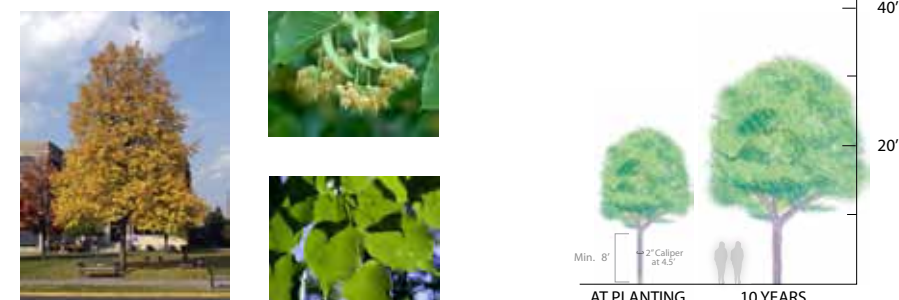 40'
20'
Min. 8'
2" Caliper
at 4.5'
AT PLANTING
10 YEARS